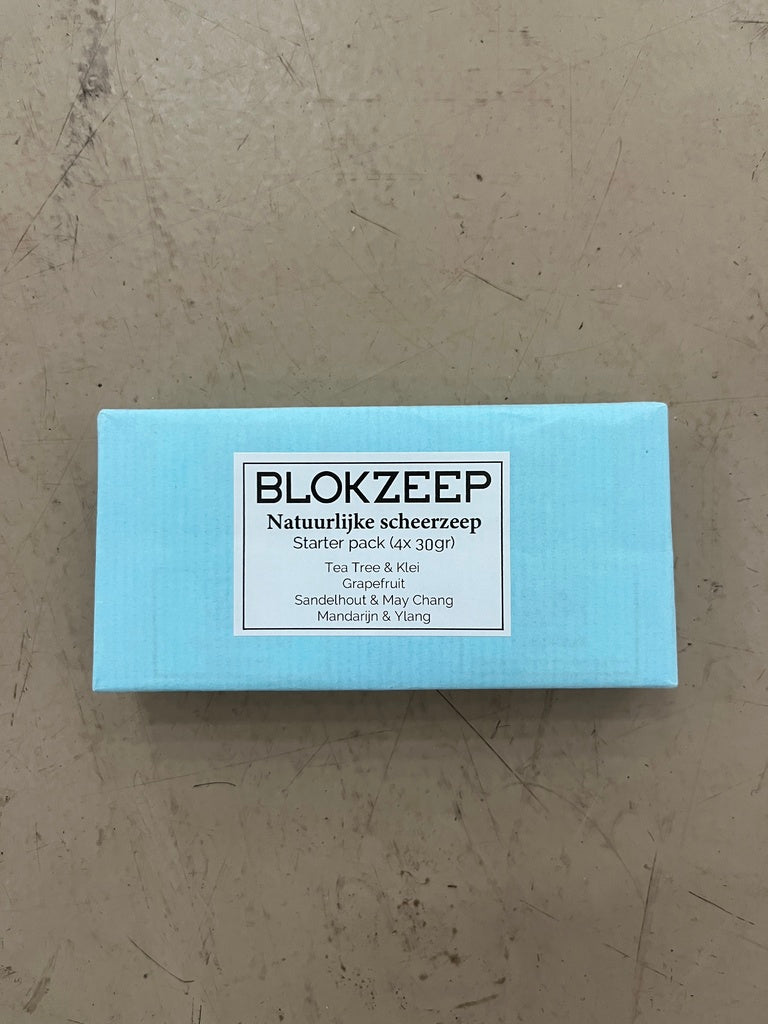 BLOKZEEP
Natuurlijke scheerzeep
Starter pack (4x 30gr)
Tea Tree & Klei
Grapefruit
Sandelhout & May Chang
Mandarijn & Ylang